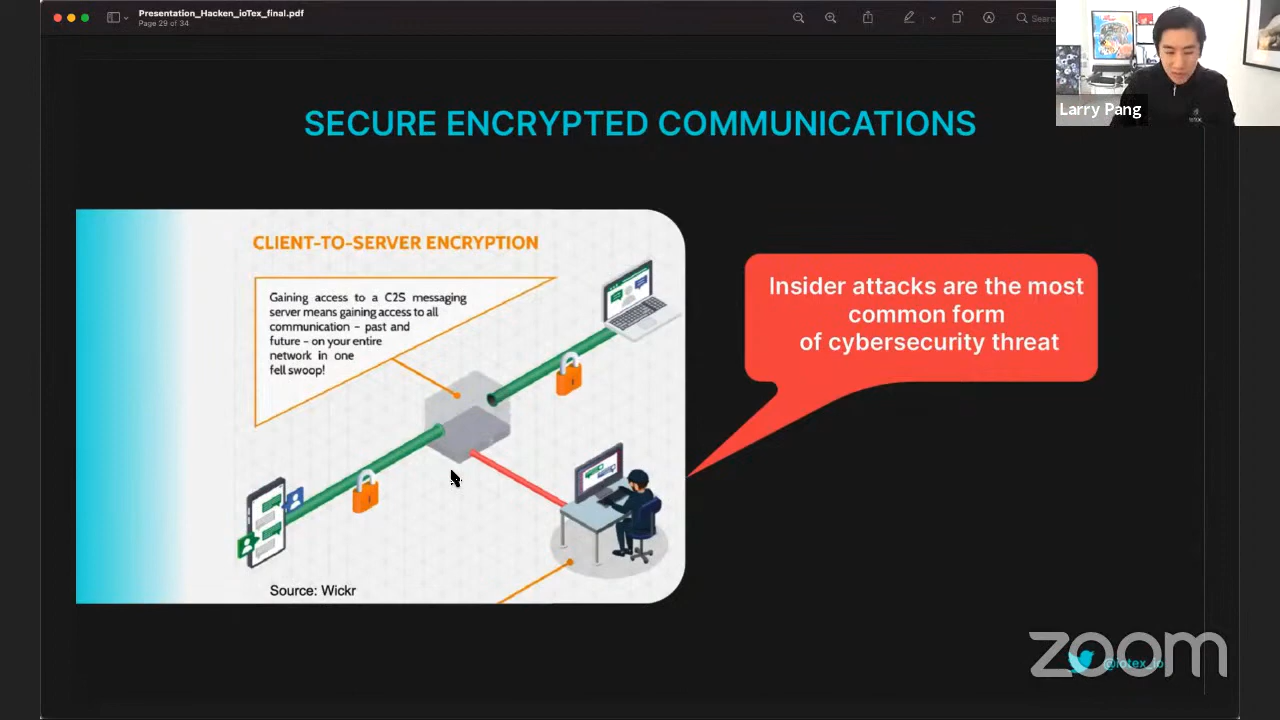 Presentation_Hacken_ioTex_final.pdf
Page 29 of 34
Larry Pang
SECURE ENCRYPTED COMMUNICATIONS
CLIENT-TO-SERVER ENCRYPTION
Gaining access to a C2S messaging
server means gaining access to all
communication – past and
future – on your entire
network in one
fell swoop!
Source: Wickr
Insider attacks are the most
common form
of cybersecurity threat
zoom
@iotex_io